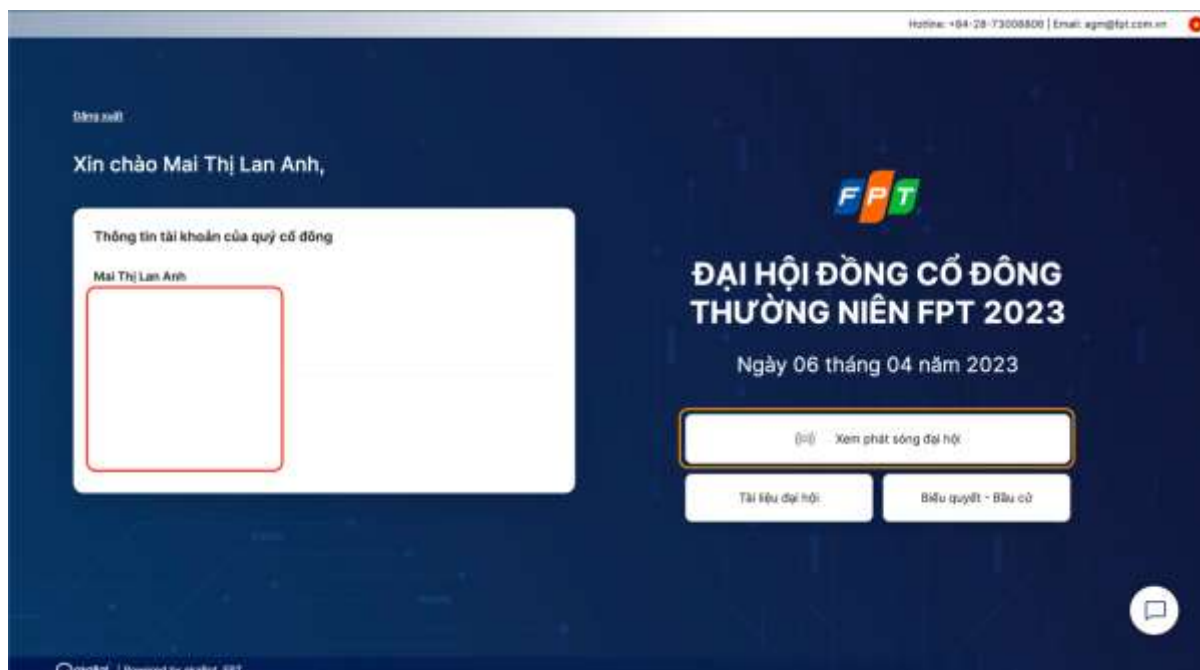 Hotline: +84-28-73008800 | Email: agm@fpt.com.vn
Đăng xuất
Xin chào Mai Thị Lan Anh,
Thông tin tài khoản của quý cổ đông
Mai Thị Lan Anh
FPT
ĐẠI HỘI ĐỒNG CỔ ĐÔNG
THƯỜNG NIÊN FPT 2023
Ngày 06 tháng 04 năm 2023
Xem phát sóng đại hội
Tài liệu đại hội
Biểu quyết - Bầu cử